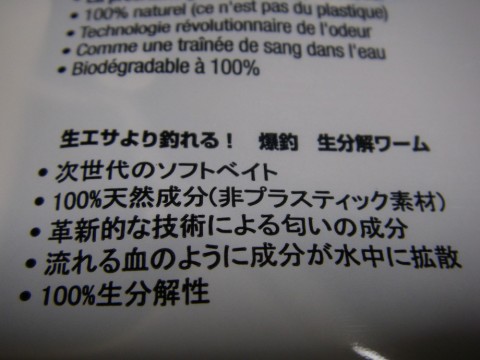 • 100% naturel (ce n'est pas du plastique)
• Technologie révolutionnaire de l'odeur
• Comme une traînée de sang dans l'eau
• Biodégradable à 100%
生エサより釣れる! 爆釣 生分解ワーム
• 次世代のソフトベイト
• 100%天然成分(非プラスティック素材)
• 革新的な技術による匂いの成分
• 流れる血のように成分が水中に拡散
• 100%生分解性